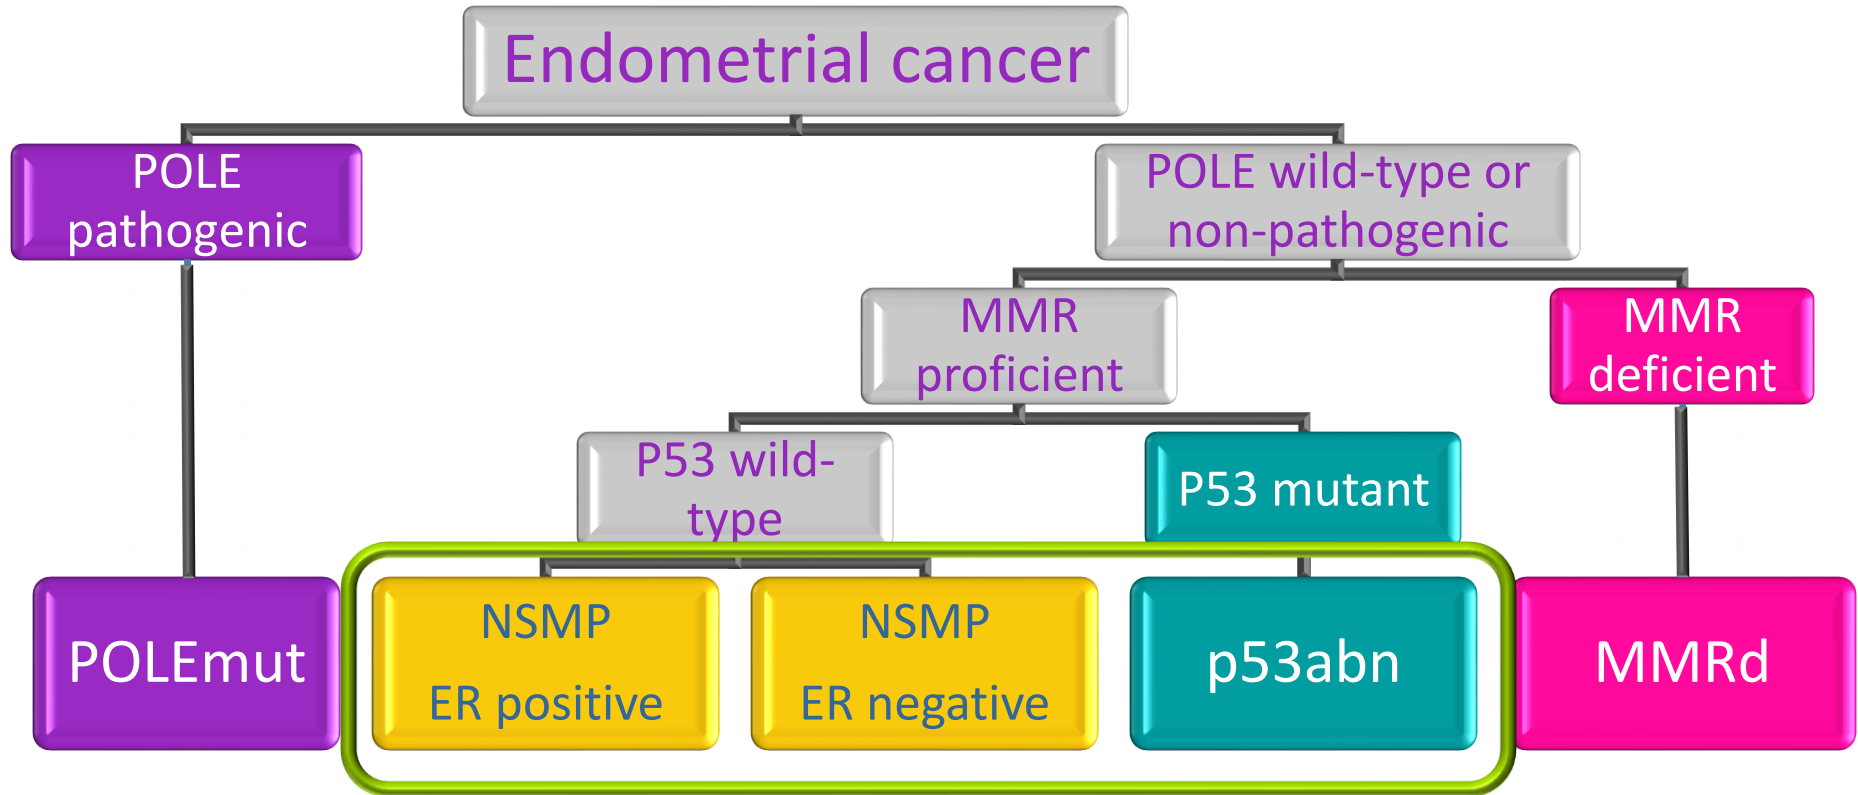 Endometrial cancer
POLE
pathogenic
POLE wild-type or
non-pathogenic
MMR
proficient
MMR
deficient
P53 wild-
type
P53 mutant
POLEmut
NSMP
ER positive
NSMP
ER negative
p53abn
MMRd